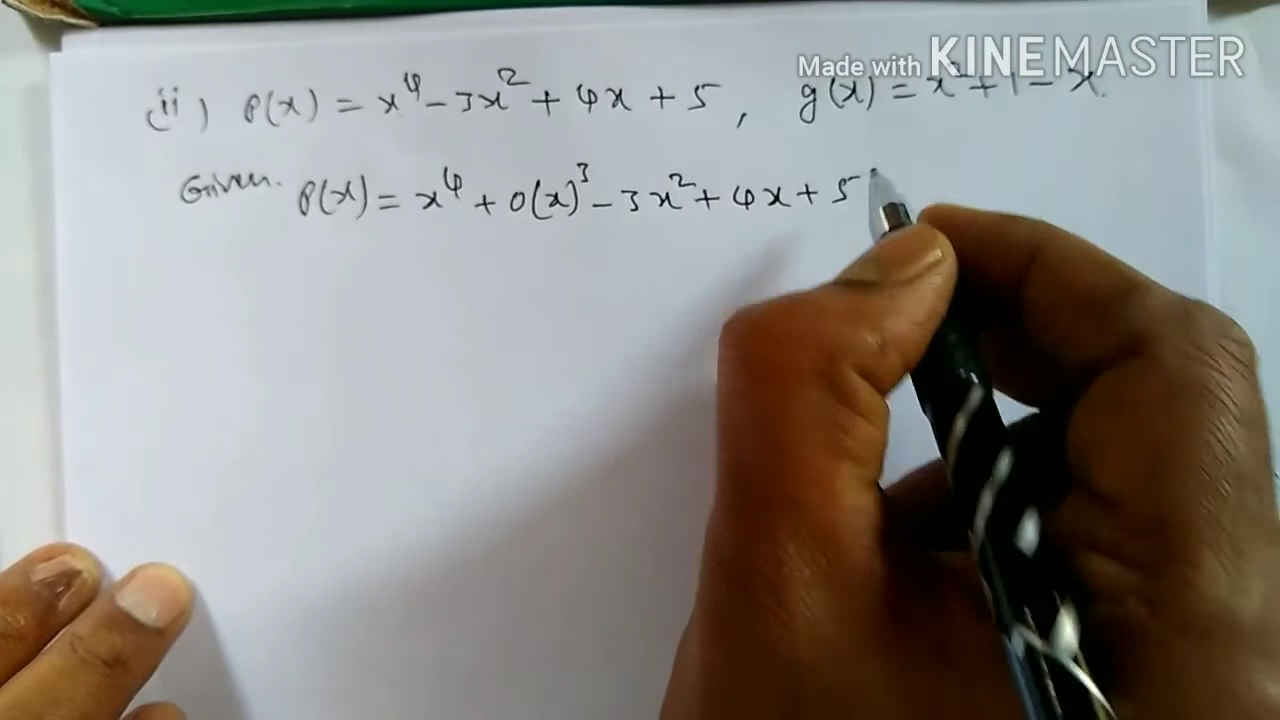 Made with KINEMASTER
(ii) P(x) = x⁴ - 3x² + 4x + 5, g(x) = x² + 1 - x.
Given. P(x) = x⁴ + 0(x)³ - 3x² + 4x + 5